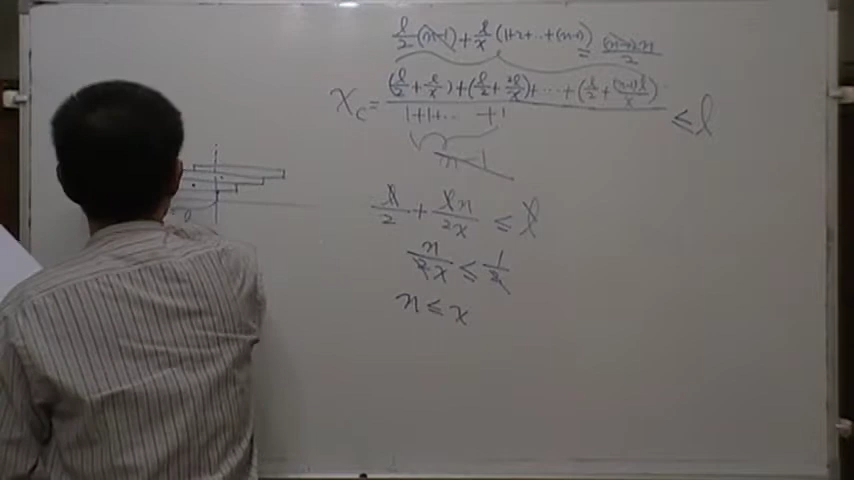 l/2 (n-1) + l/x (1+2+..+(n-1)) = (n-1)n/2
X_c = ((l/2 + l/x) + (l/2 + 2l/x) + ... + (l/2 + (n-1)l/x)) / (1+1+... +1) ≤ l
n-1
l/2 + ln/2x ≤ l
n/2x ≤ 1/2
n ≤ x
l